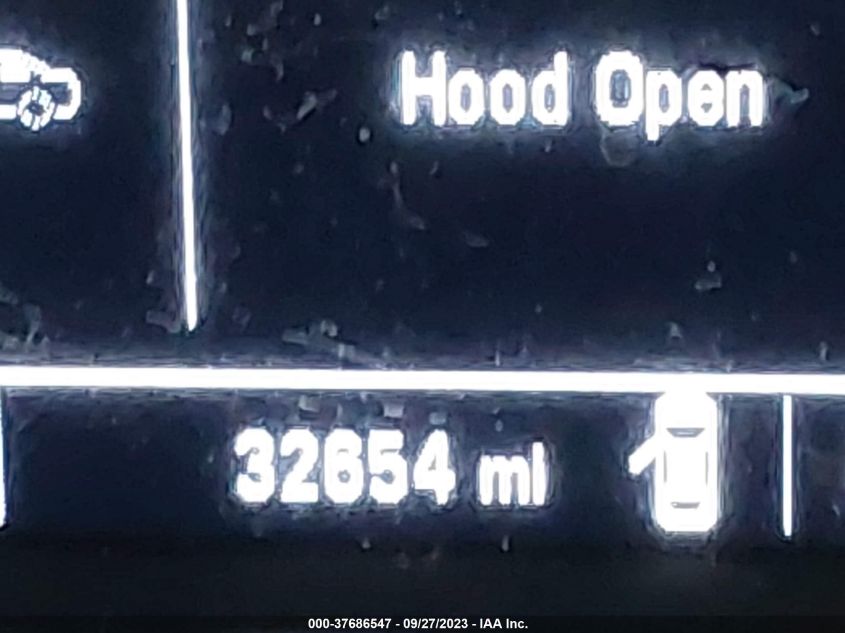 Hood Open
32654 mi
000-37686547 - 09/27/2023 - IAA Inc.